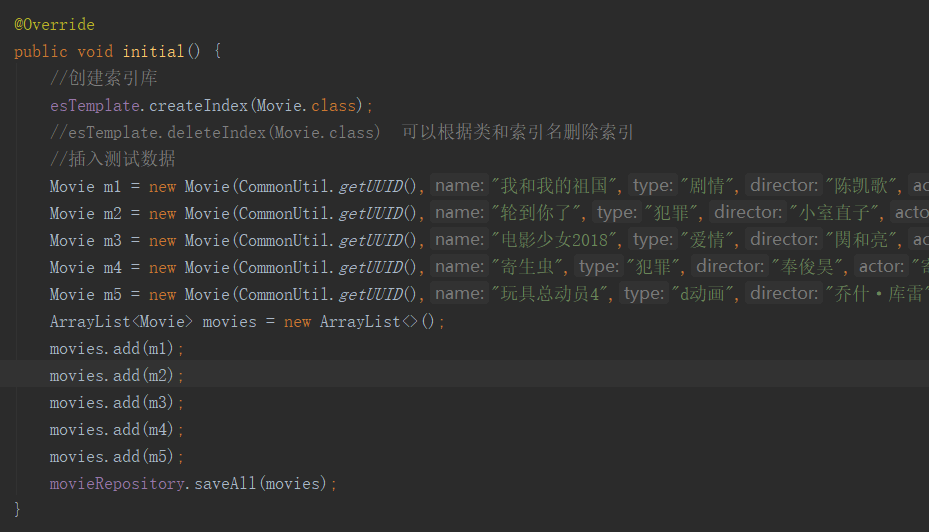 @Override
public void initial() {
//创建索引库
esTemplate.createIndex(Movie.class);
//esTemplate.deleteIndex(Movie.class)  可以根据类和索引名删除索引
//插入测试数据
Movie m1 = new Movie(CommonUtil.getUUID(), name: "我和我的祖国", type: "剧情", director: "陈凯歌",
Movie m2 = new Movie(CommonUtil.getUUID(), name: "轮到你了", type: "犯罪", director: "小室直子", acto
Movie m3 = new Movie(CommonUtil.getUUID(), name: "电影少女2018", type: "爱情", director: "関和亮",
Movie m4 = new Movie(CommonUtil.getUUID(), name: "寄生虫", type: "犯罪", director: "奉俊昊", actor: "
Movie m5 = new Movie(CommonUtil.getUUID(), name: "玩具总动员4", type: "d动画", director: "乔什·库雷"
ArrayList<Movie> movies = new ArrayList<>();
movies.add(m1);
movies.add(m2);
movies.add(m3);
movies.add(m4);
movies.add(m5);
movieRepository.saveAll(movies);
}